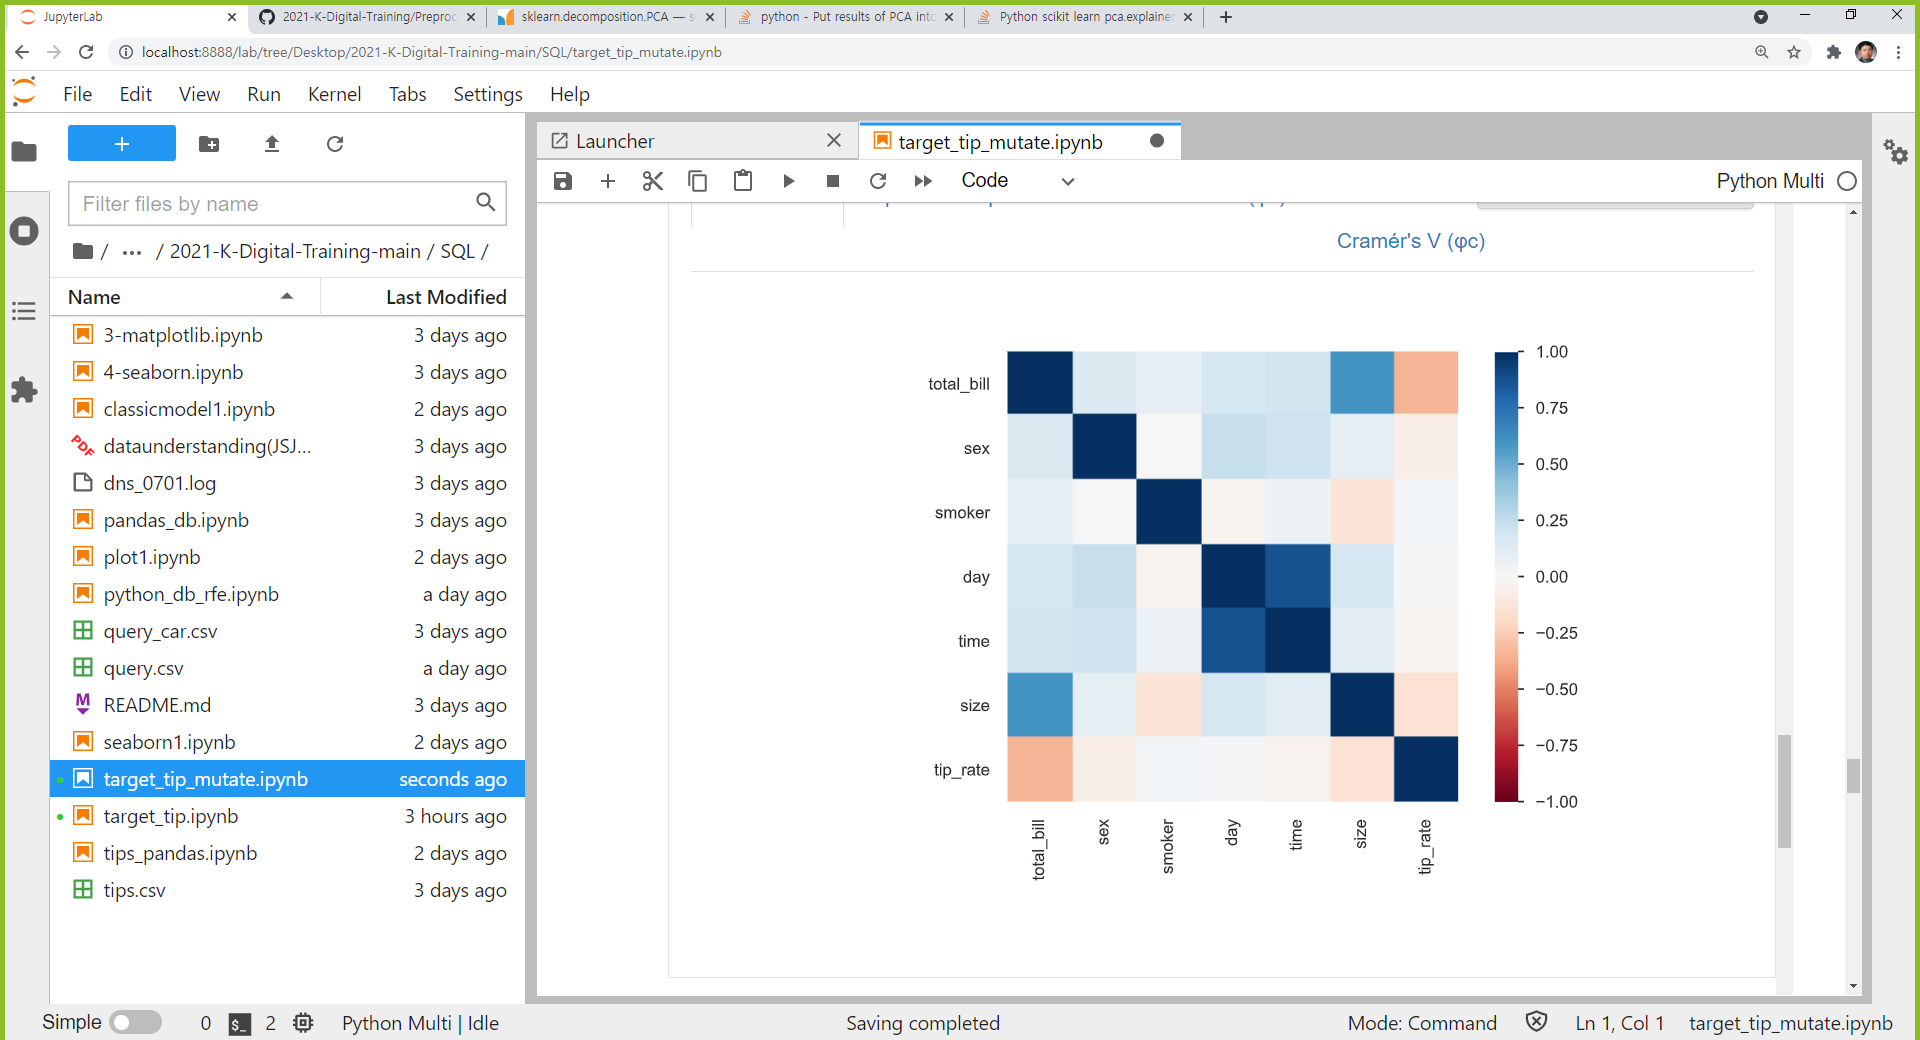 JupyterLab
2021-K-Digital-Training/Preproc
sklearn.decomposition.PCA — s
python - Put results of PCA into
Python scikit learn pca.explaine
localhost:8888/lab/tree/Desktop/2021-K-Digital-Training-main/SQL/target_tip_mutate.ipynb
File Edit View Run Kernel Tabs Settings Help
+
Launcher
target_tip_mutate.ipynb
Code
Python Multi
Filter files by name
/ ··· / 2021-K-Digital-Training-main / SQL /
Name Last Modified
3-matplotlib.ipynb 3 days ago
4-seaborn.ipynb 3 days ago
classicmodel1.ipynb 2 days ago
dataunderstanding(JSJ... 3 days ago
dns_0701.log 3 days ago
pandas_db.ipynb 3 days ago
plot1.ipynb 2 days ago
python_db_rfe.ipynb a day ago
query_car.csv 3 days ago
query.csv a day ago
README.md 3 days ago
seaborn1.ipynb 2 days ago
target_tip_mutate.ipynb seconds ago
target_tip.ipynb 3 hours ago
tips_pandas.ipynb 2 days ago
tips.csv 3 days ago
Cramér's V (φc)
total_bill
sex
smoker
day
time
size
tip_rate
total_bill sex smoker day time size tip_rate
1.00
0.75
0.50
0.25
0.00
−0.25
−0.50
−0.75
−1.00
Simple 0 $_ 2 Python Multi | Idle Saving completed Mode: Command Ln 1, Col 1 target_tip_mutate.ipynb